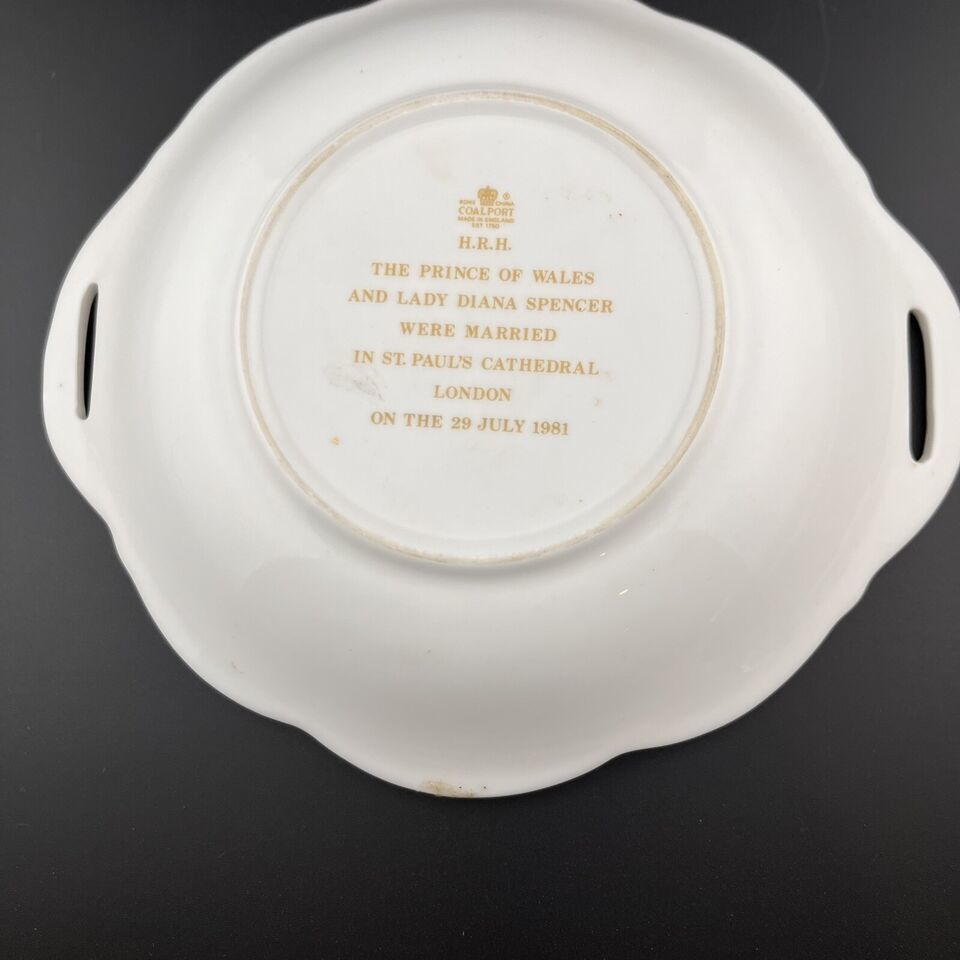 BONE CHINA ®
COALPORT
MADE IN ENGLAND
EST 1750
H.R.H.
THE PRINCE OF WALES
AND LADY DIANA SPENCER
WERE MARRIED
IN ST. PAUL'S CATHEDRAL
LONDON
ON THE 29 JULY 1981